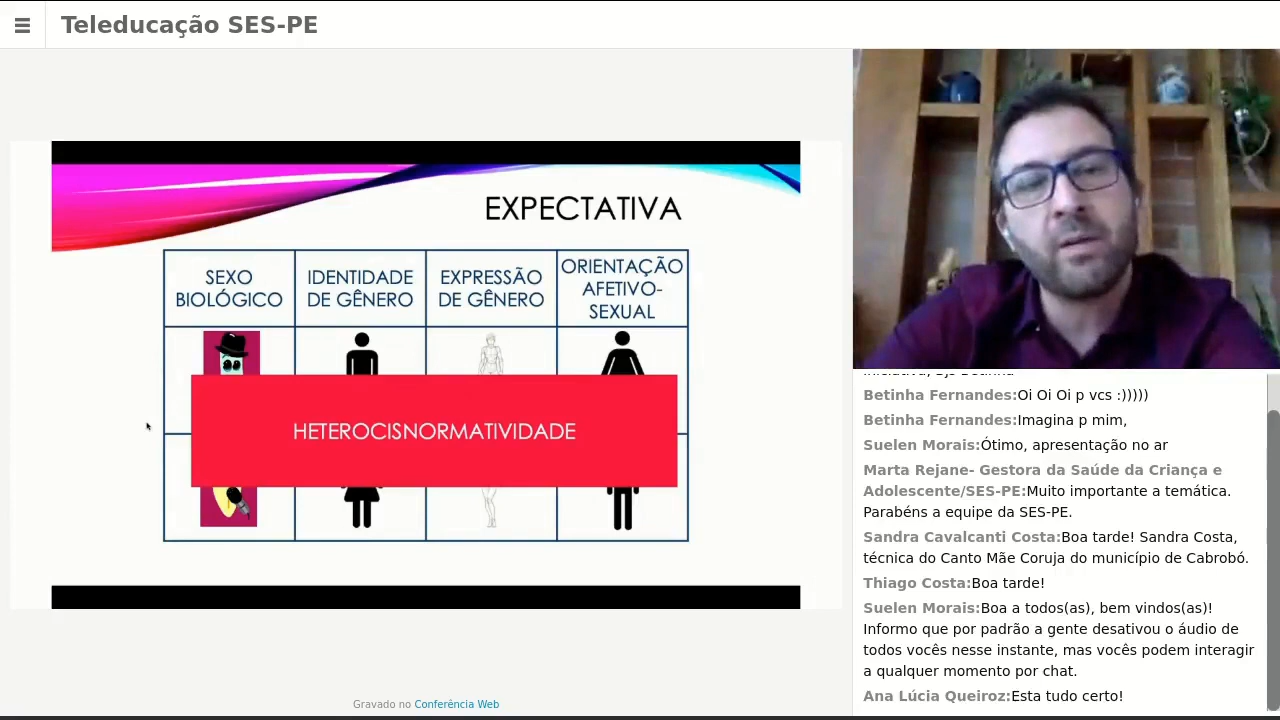 Teleducação SES-PE
EXPECTATIVA
SEXO
BIOLÓGICO
IDENTIDADE
DE GÊNERO
EXPRESSÃO
DE GÊNERO
ORIENTAÇÃO
AFETIVO-
SEXUAL
HETEROCISNORMATIVIDADE
Gravado no Conferência Web
Betinha Fernandes:Oi Oi Oi p vcs :)))))
Betinha Fernandes:Imagina p mim,
Suelen Morais:Ótimo, apresentação no ar
Marta Rejane- Gestora da Saúde da Criança e
Adolescente/SES-PE:Muito importante a temática.
Parabéns a equipe da SES-PE.
Sandra Cavalcanti Costa:Boa tarde! Sandra Costa,
técnica do Canto Mãe Coruja do município de Cabrobó.
Thiago Costa:Boa tarde!
Suelen Morais:Boa a todos(as), bem vindos(as)!
Informo que por padrão a gente desativou o áudio de
todos vocês nesse instante, mas vocês podem interagir
a qualquer momento por chat.
Ana Lúcia Queiroz:Esta tudo certo!